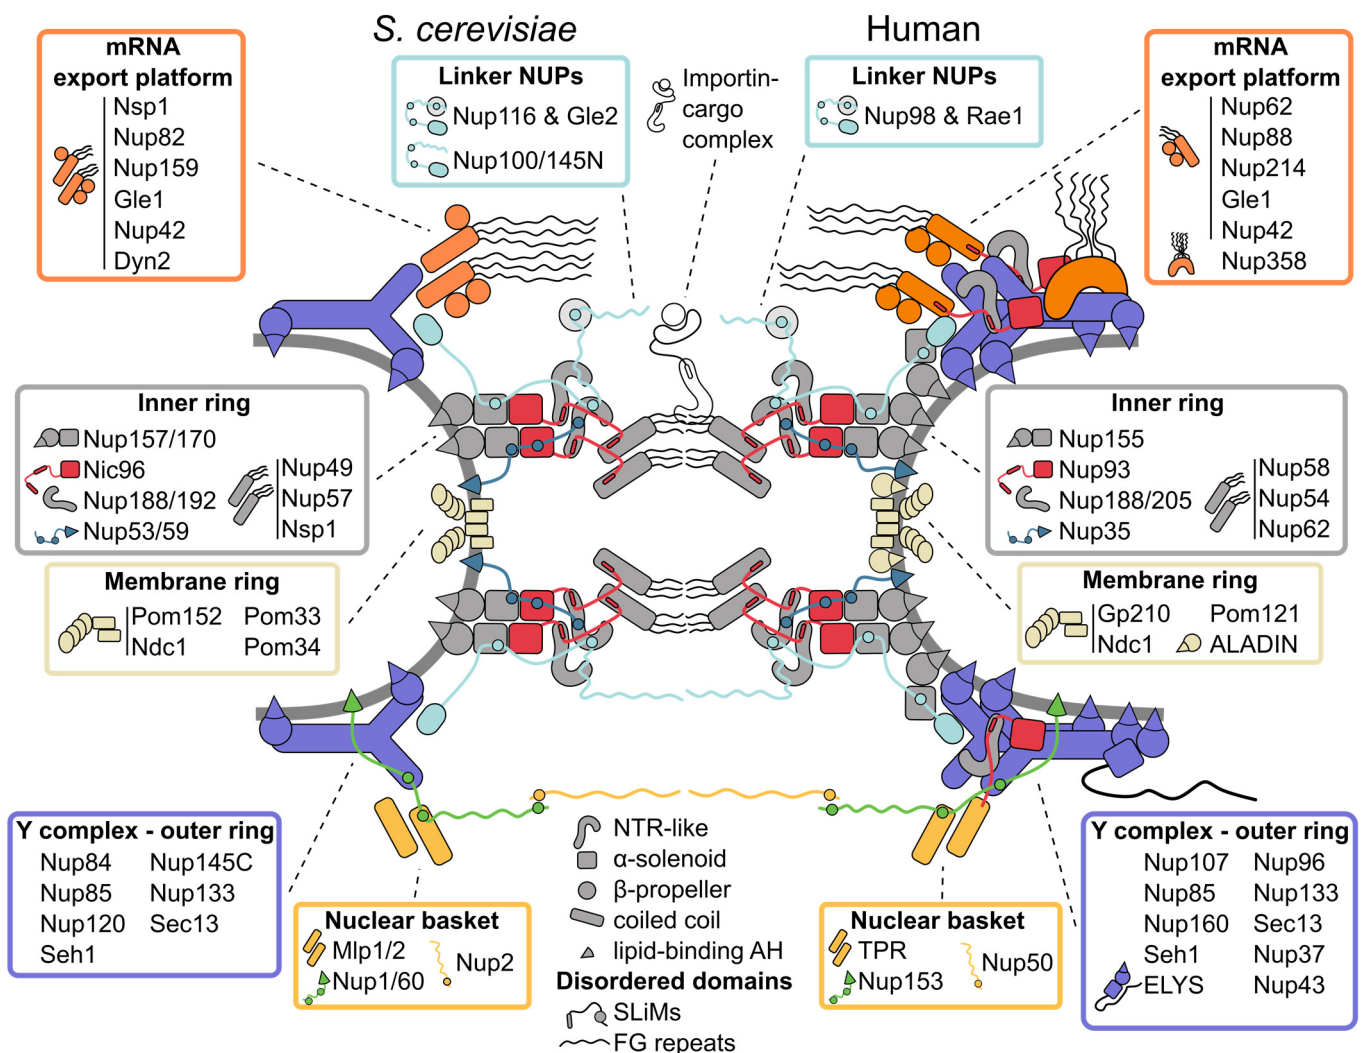 S. cerevisiae
Human
mRNA
export platform
Nsp1
Nup82
Nup159
Gle1
Nup42
Dyn2
Linker NUPs
Nup116 & Gle2
Nup100/145N
Importin-
cargo
complex
Linker NUPs
Nup98 & Rae1
mRNA
export platform
Nup62
Nup88
Nup214
Gle1
Nup42
Nup358
Inner ring
Nup157/170
Nic96
Nup188/192
Nup53/59
Nup49
Nup57
Nsp1
Inner ring
Nup155
Nup93
Nup188/205
Nup35
Nup58
Nup54
Nup62
Membrane ring
Pom152 Pom33
Ndc1 Pom34
Membrane ring
Gp210 Pom121
Ndc1 ALADIN
Y complex - outer ring
Nup84 Nup145C
Nup85 Nup133
Nup120 Sec13
Seh1
Nuclear basket
Mlp1/2
Nup1/60
Nup2
NTR-like
α-solenoid
β-propeller
coiled coil
lipid-binding AH
Disordered domains
SLiMs
FG repeats
Nuclear basket
TPR
Nup153
Nup50
Y complex - outer ring
Nup107 Nup96
Nup85 Nup133
Nup160 Sec13
Seh1 Nup37
ELYS Nup43